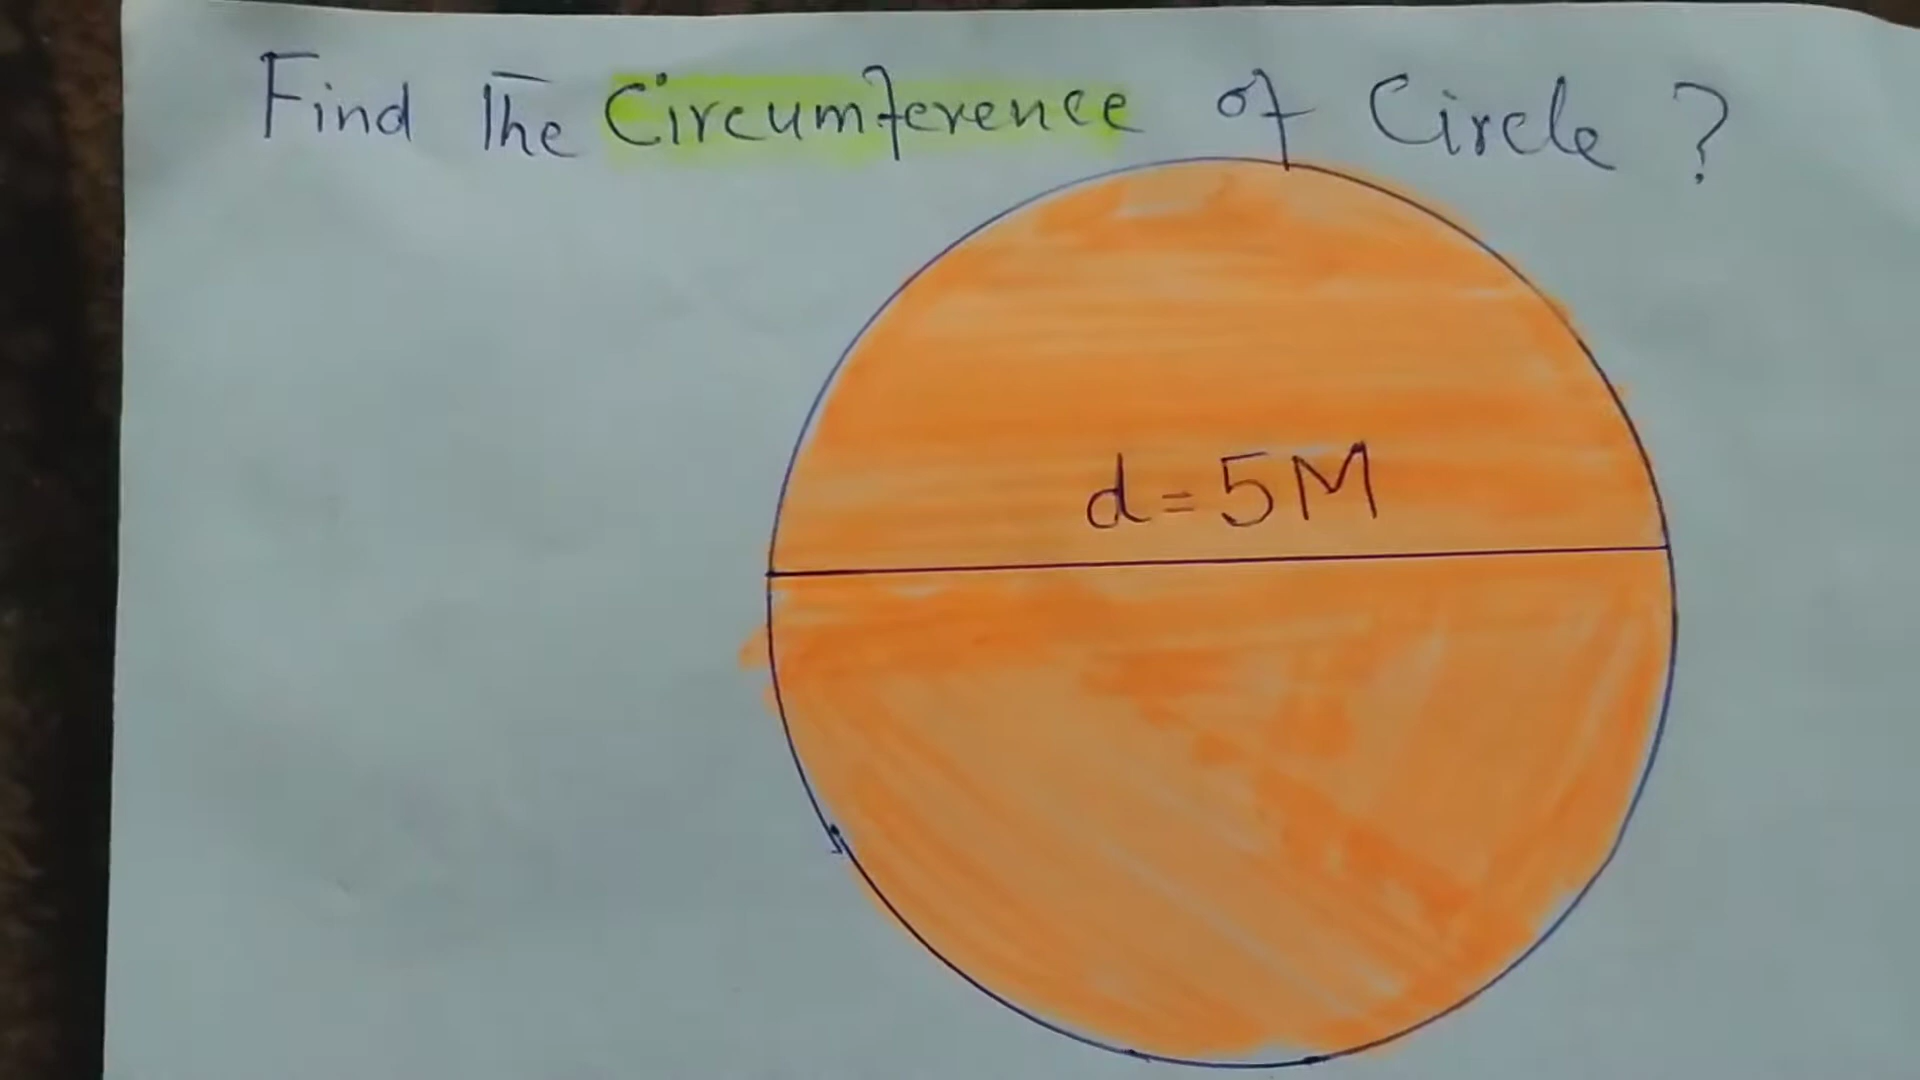 Find The Circumference of Circle ?
d = 5M